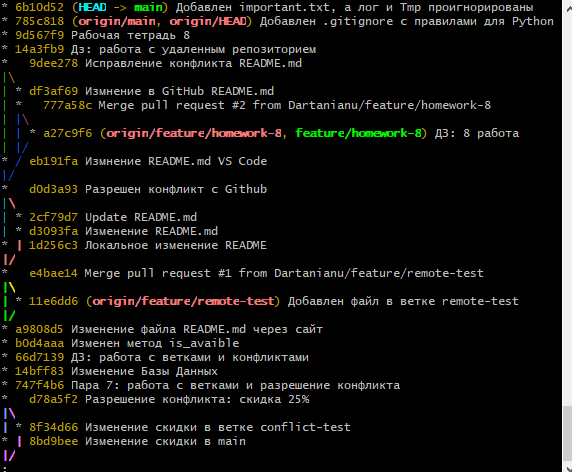 * 6b10d52 (HEAD -> main) Добавлен important.txt, а лог и Tmp проигнорированы
* 785c818 (origin/main, origin/HEAD) Добавлен .gitignore с правилами для Python
* 9d567f9 Рабочая тетрадь 8
* 14a3fb9 Дз: работа с удаленным репозиторием
*   9dee278 Исправление конфликта README.md
|\
| * df3af69 Измнение в GitHub README.md
* |   777a58c Merge pull request #2 from Dartanianu/feature/homework-8
|\ \
| * | a27c9f6 (origin/feature/homework-8, feature/homework-8) ДЗ: 8 работа
| |/
* / eb191fa Измнение README.md VS Code
|/
*   d0d3a93 Разрешен конфликт с Github
|\
| * 2cf79d7 Update README.md
| * d3093fa Изменение README.md
* | 1d256c3 Локальное изменение README
|/
*   e4bae14 Merge pull request #1 from Dartanianu/feature/remote-test
|\
| * 11e6dd6 (origin/feature/remote-test) Добавлен файл в ветке remote-test
|/
* a9808d5 Изменение файла README.md через сайт
* b0d4aaa Изменен метод is_avaible
* 66d7139 ДЗ: работа с ветками и конфликтами
* 14bff83 Изменение Базы Данных
* 747f4b6 Пара 7: работа с ветками и разрешение конфликта
*   d78a5f2 Разрешение конфликта: скидка 25%
|\
| * 8f34d66 Изменение скидки в ветке conflict-test
* | 8bd9bee Изменение скидки в main
|/
: